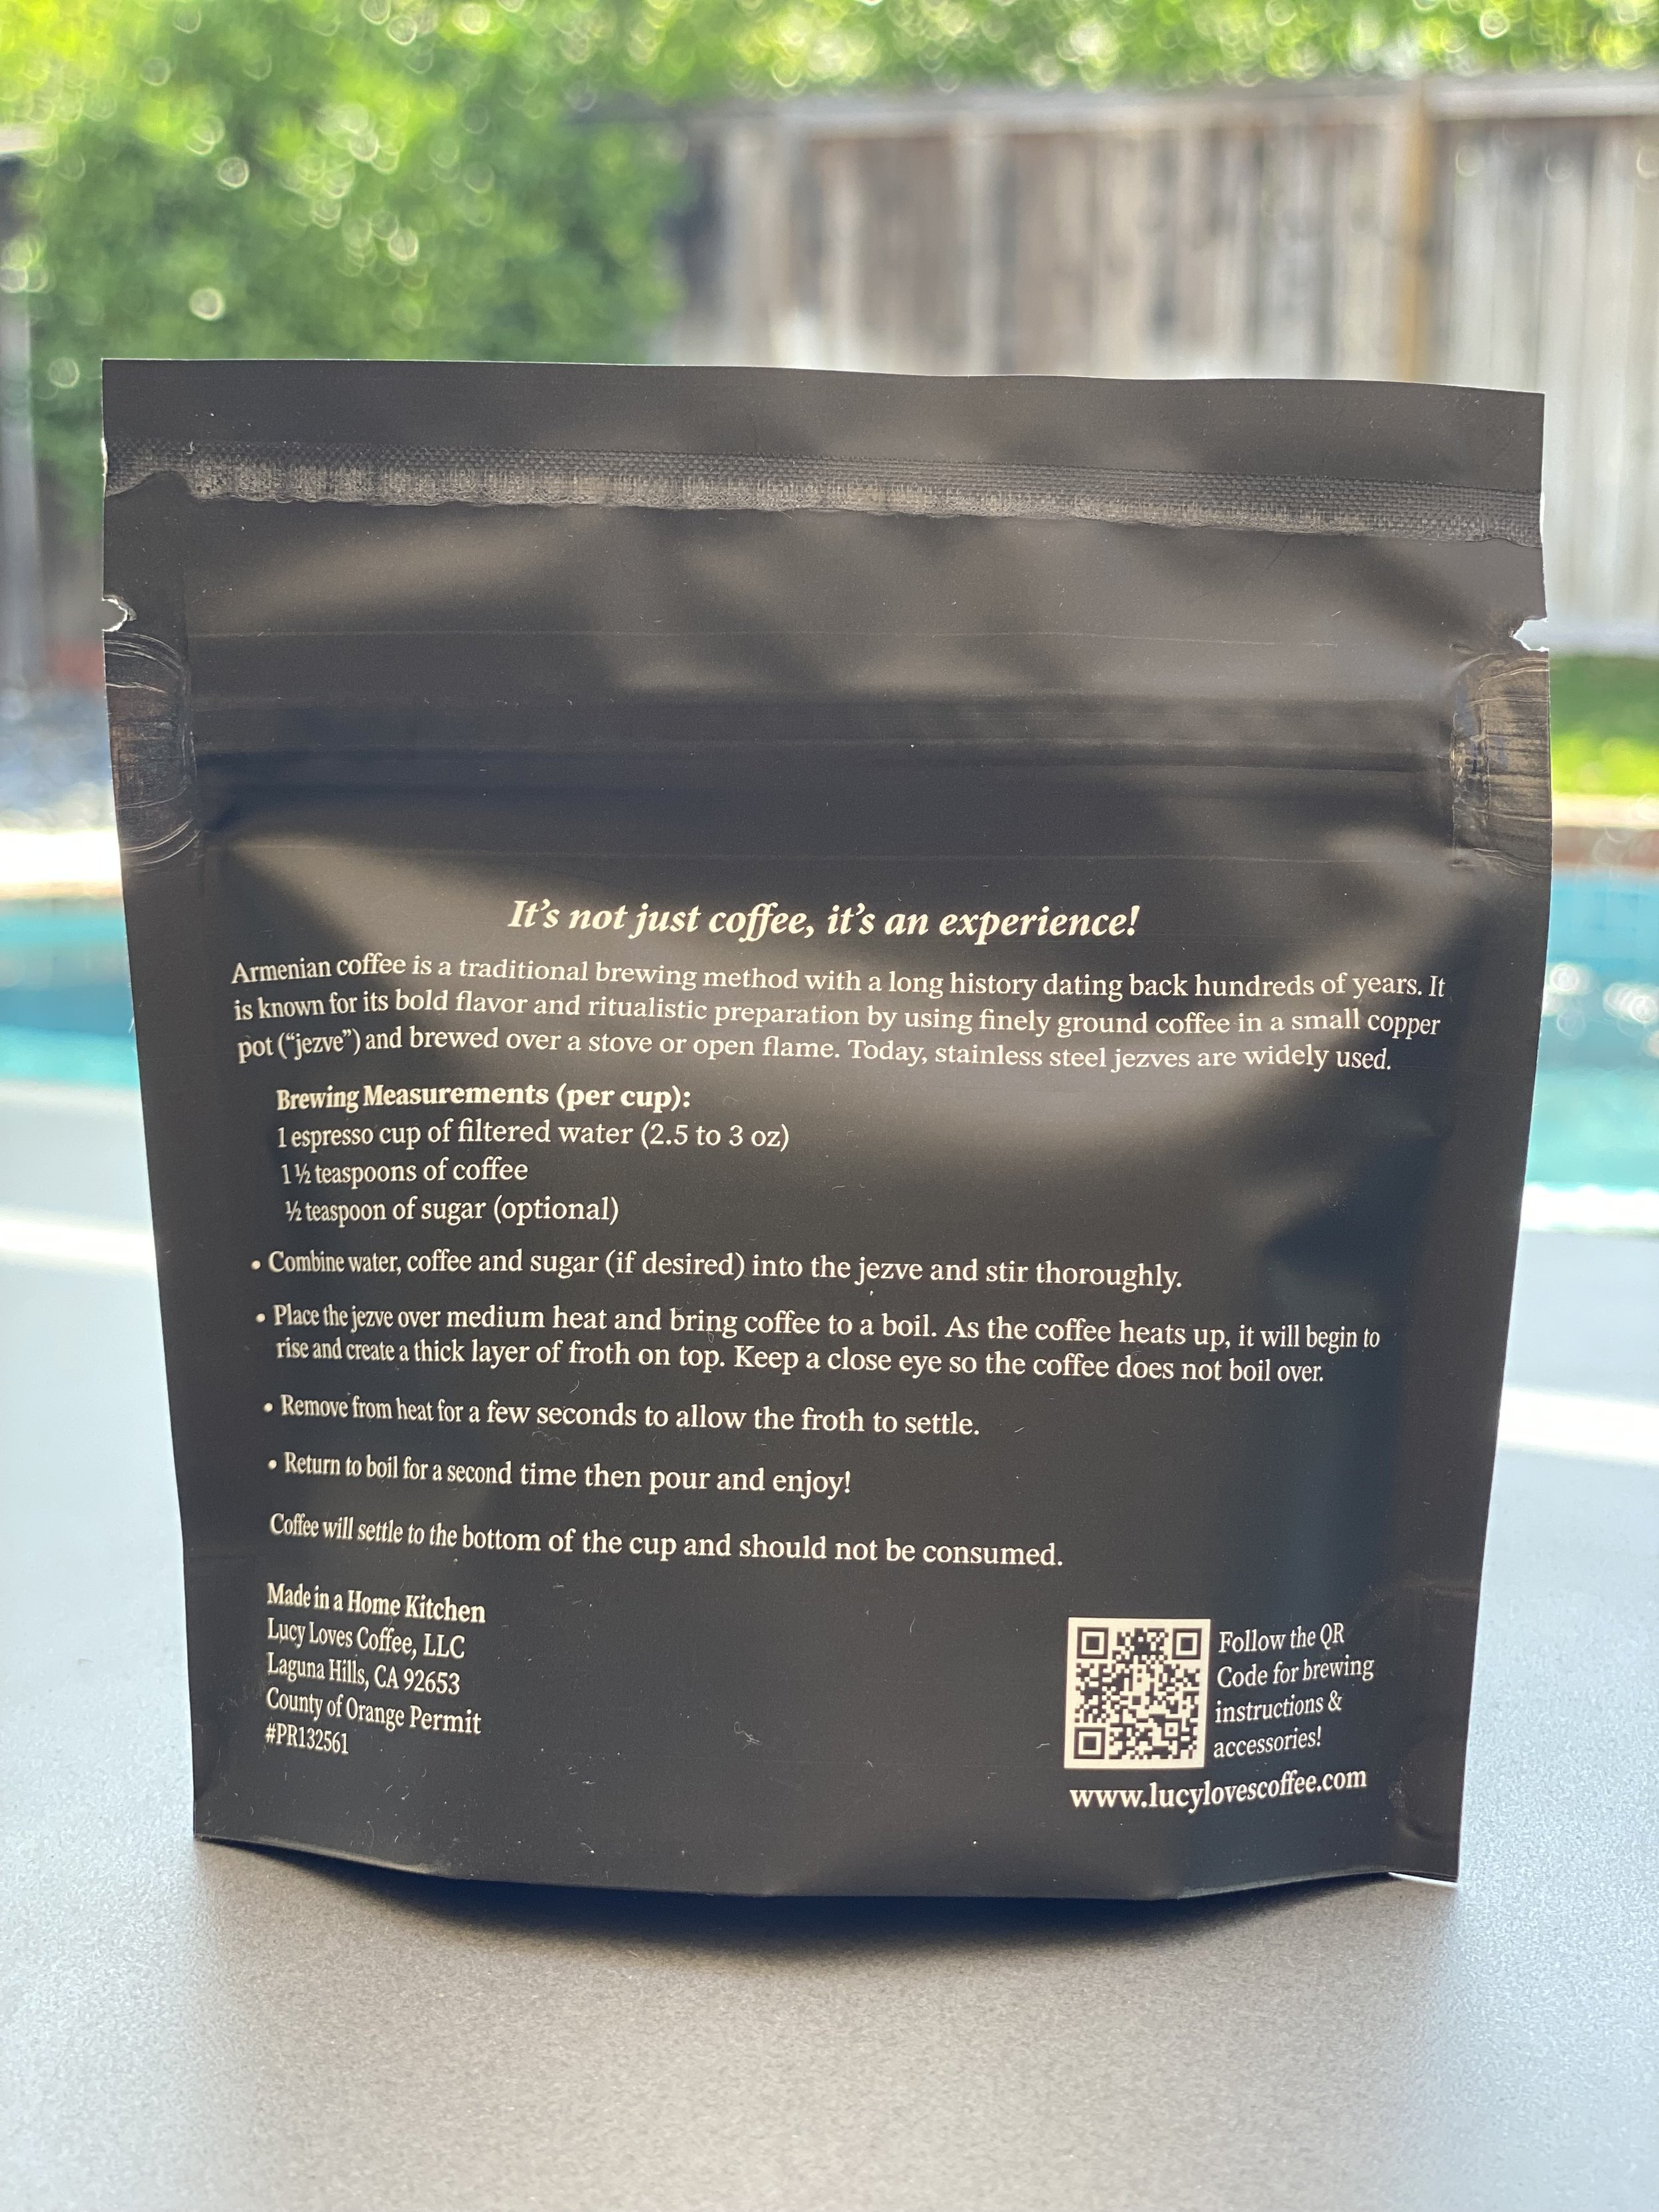 It's not just coffee, it's an experience!
Armenian coffee is a traditional brewing method with a long history dating back hundreds of years. It
is known for its bold flavor and ritualistic preparation by using finely ground coffee in a small copper
pot (“jezve”) and brewed over a stove or open flame. Today, stainless steel jezves are widely used.
Brewing Measurements (per cup):
1 espresso cup of filtered water (2.5 to 3 oz)
1 ½ teaspoons of coffee
½ teaspoon of sugar (optional)
• Combine water, coffee and sugar (if desired) into the jezve and stir thoroughly.
• Place the jezve over medium heat and bring coffee to a boil. As the coffee heats up, it will begin to
rise and create a thick layer of froth on top. Keep a close eye so the coffee does not boil over.
• Remove from heat for a few seconds to allow the froth to settle.
• Return to boil for a second time then pour and enjoy!
Coffee will settle to the bottom of the cup and should not be consumed.
Made in a Home Kitchen
Lucy Loves Coffee, LLC
Laguna Hills, CA 92653
County of Orange Permit
#PR132561
Follow the QR
Code for brewing
instructions &
accessories!
www.lucylovescoffee.com